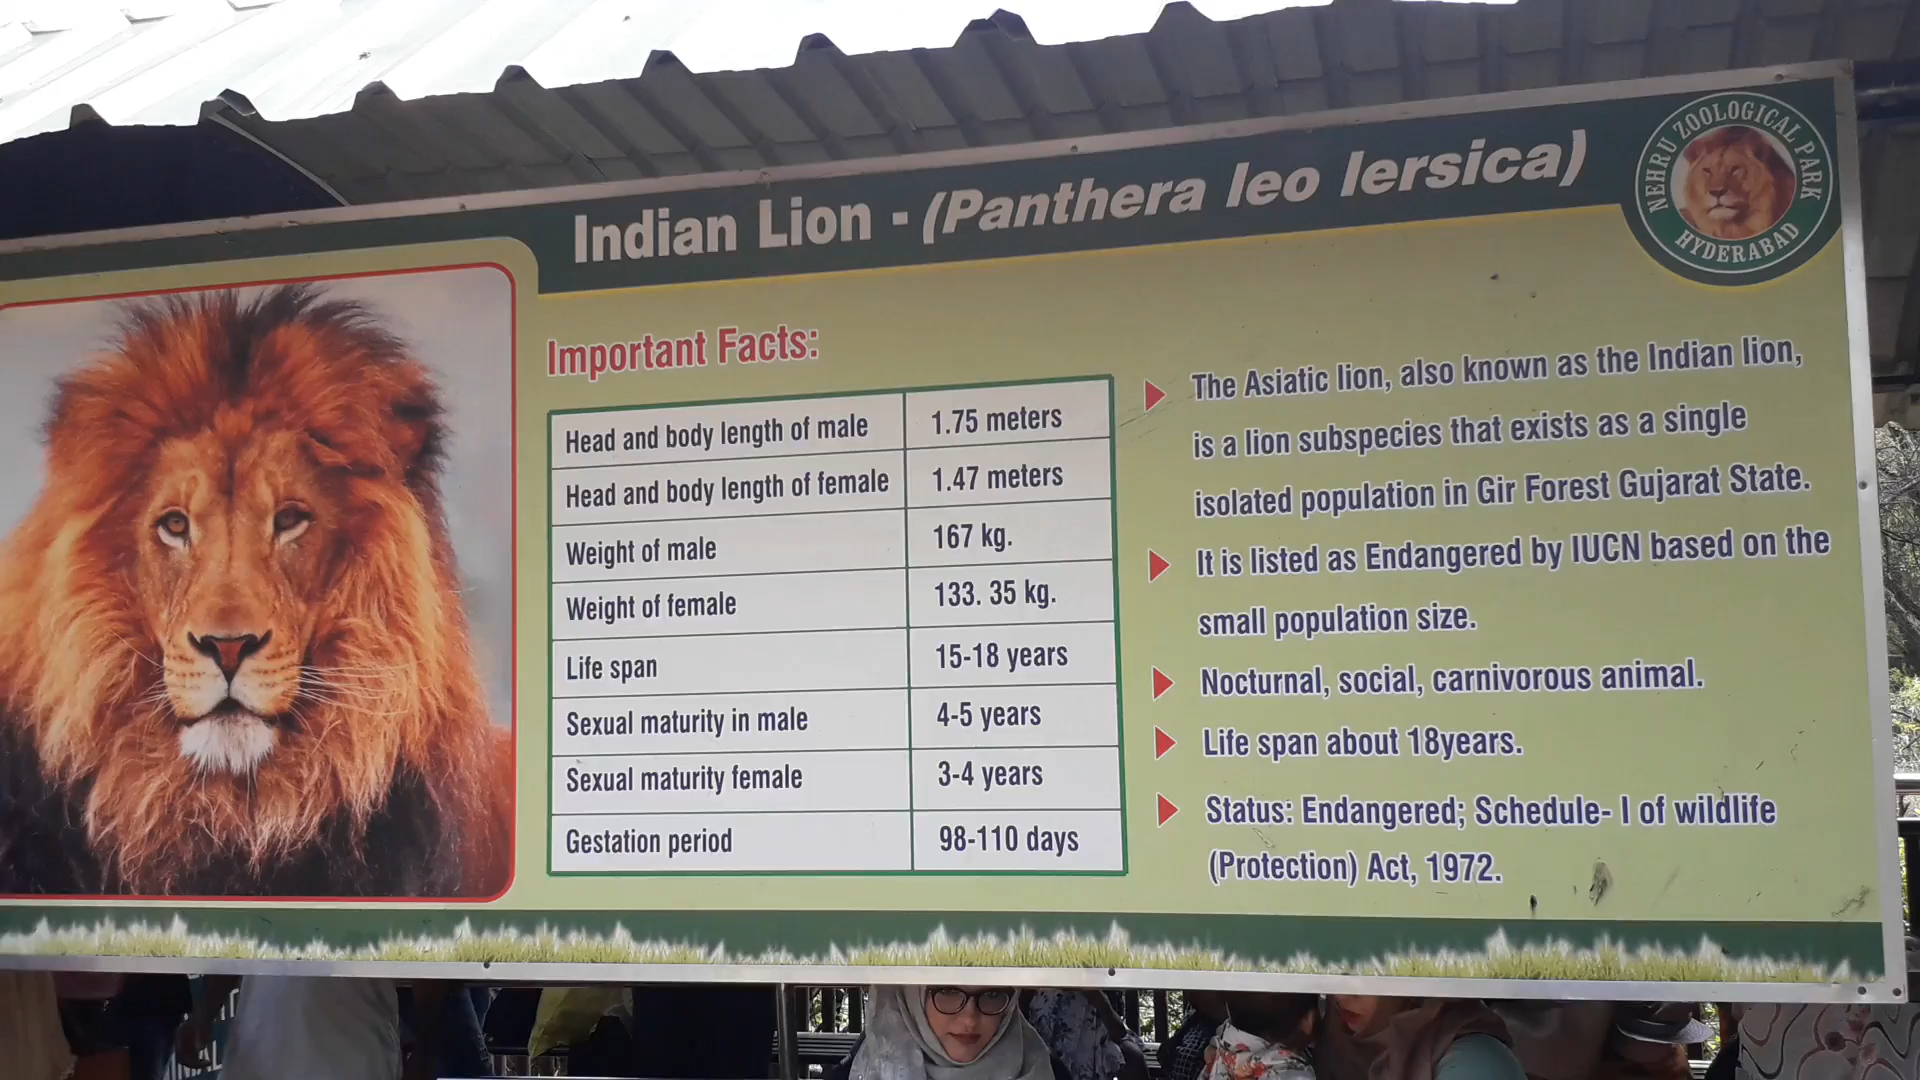 Indian Lion - (Panthera leo lersica)
NEHRU ZOOLOGICAL PARK
HYDERABAD
Important Facts:
Head and body length of male 1.75 meters
Head and body length of female 1.47 meters
Weight of male 167 kg.
Weight of female 133. 35 kg.
Life span 15-18 years
Sexual maturity in male 4-5 years
Sexual maturity female 3-4 years
Gestation period 98-110 days
The Asiatic lion, also known as the Indian lion,
is a lion subspecies that exists as a single
isolated population in Gir Forest Gujarat State.
It is listed as Endangered by IUCN based on the
small population size.
Nocturnal, social, carnivorous animal.
Life span about 18years.
Status: Endangered; Schedule- I of wildlife
(Protection) Act, 1972.